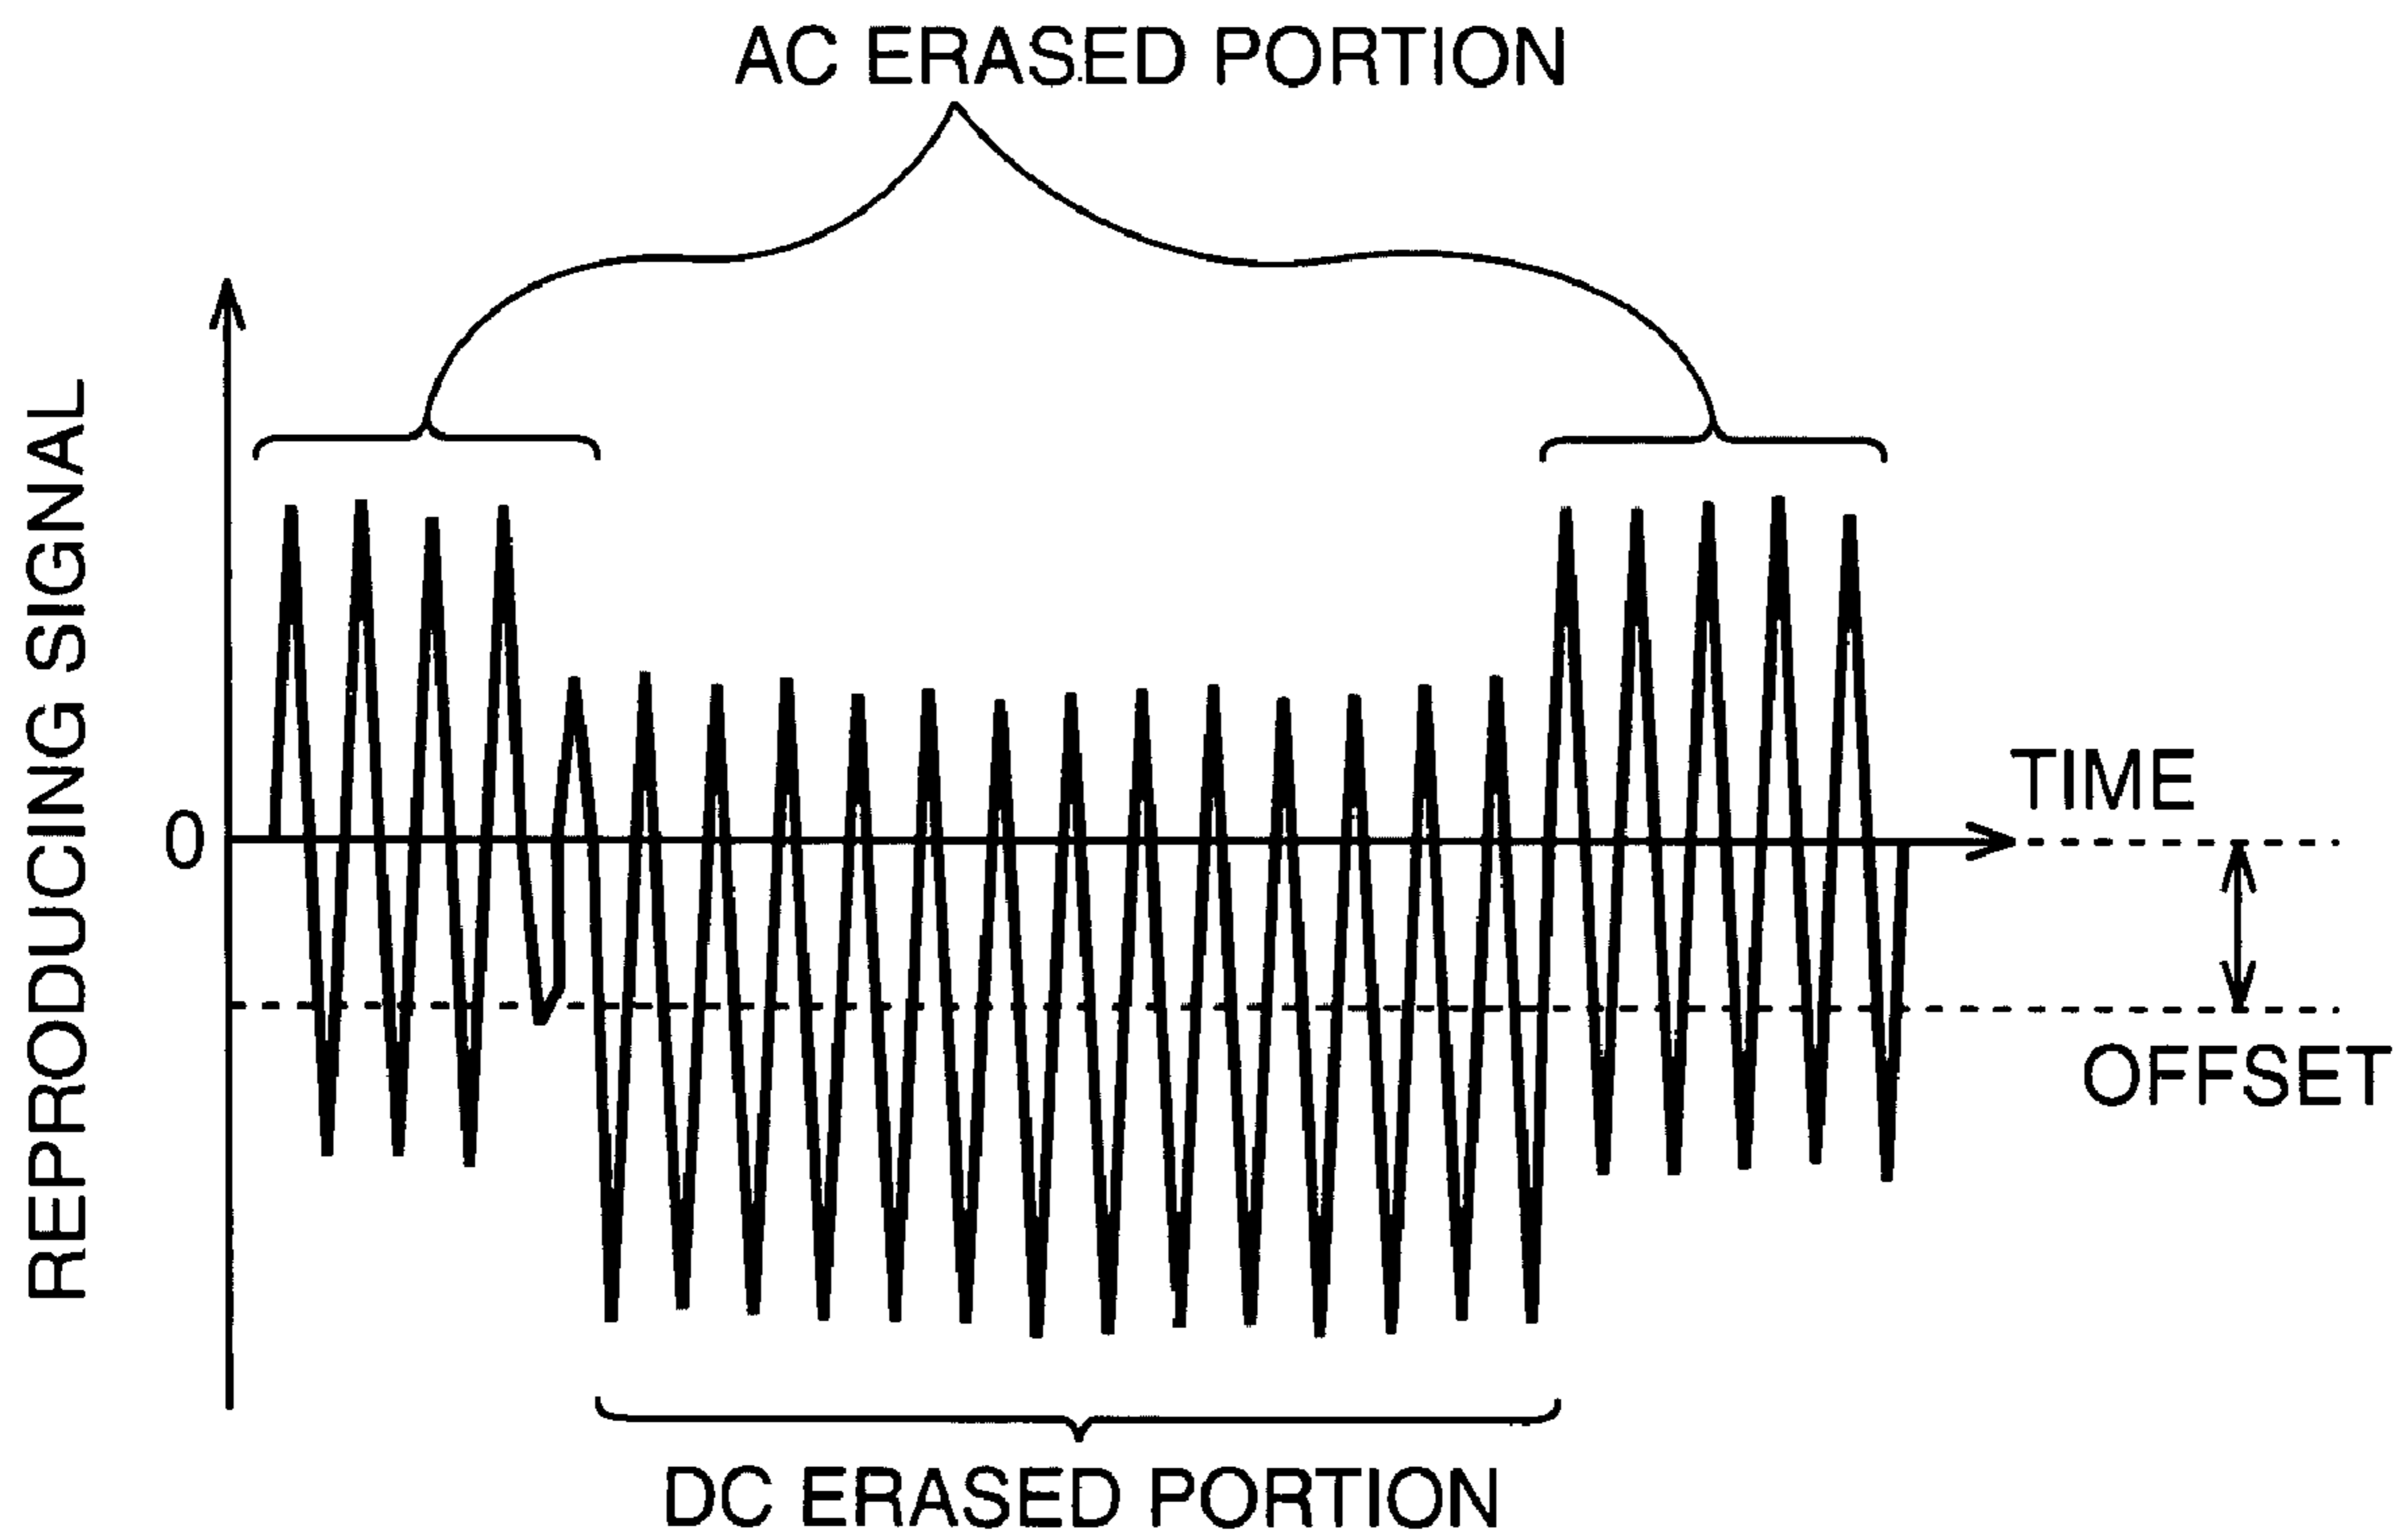 AC ERASED PORTION
REPRODUCING SIGNAL
0
TIME
OFFSET
DC ERASED PORTION